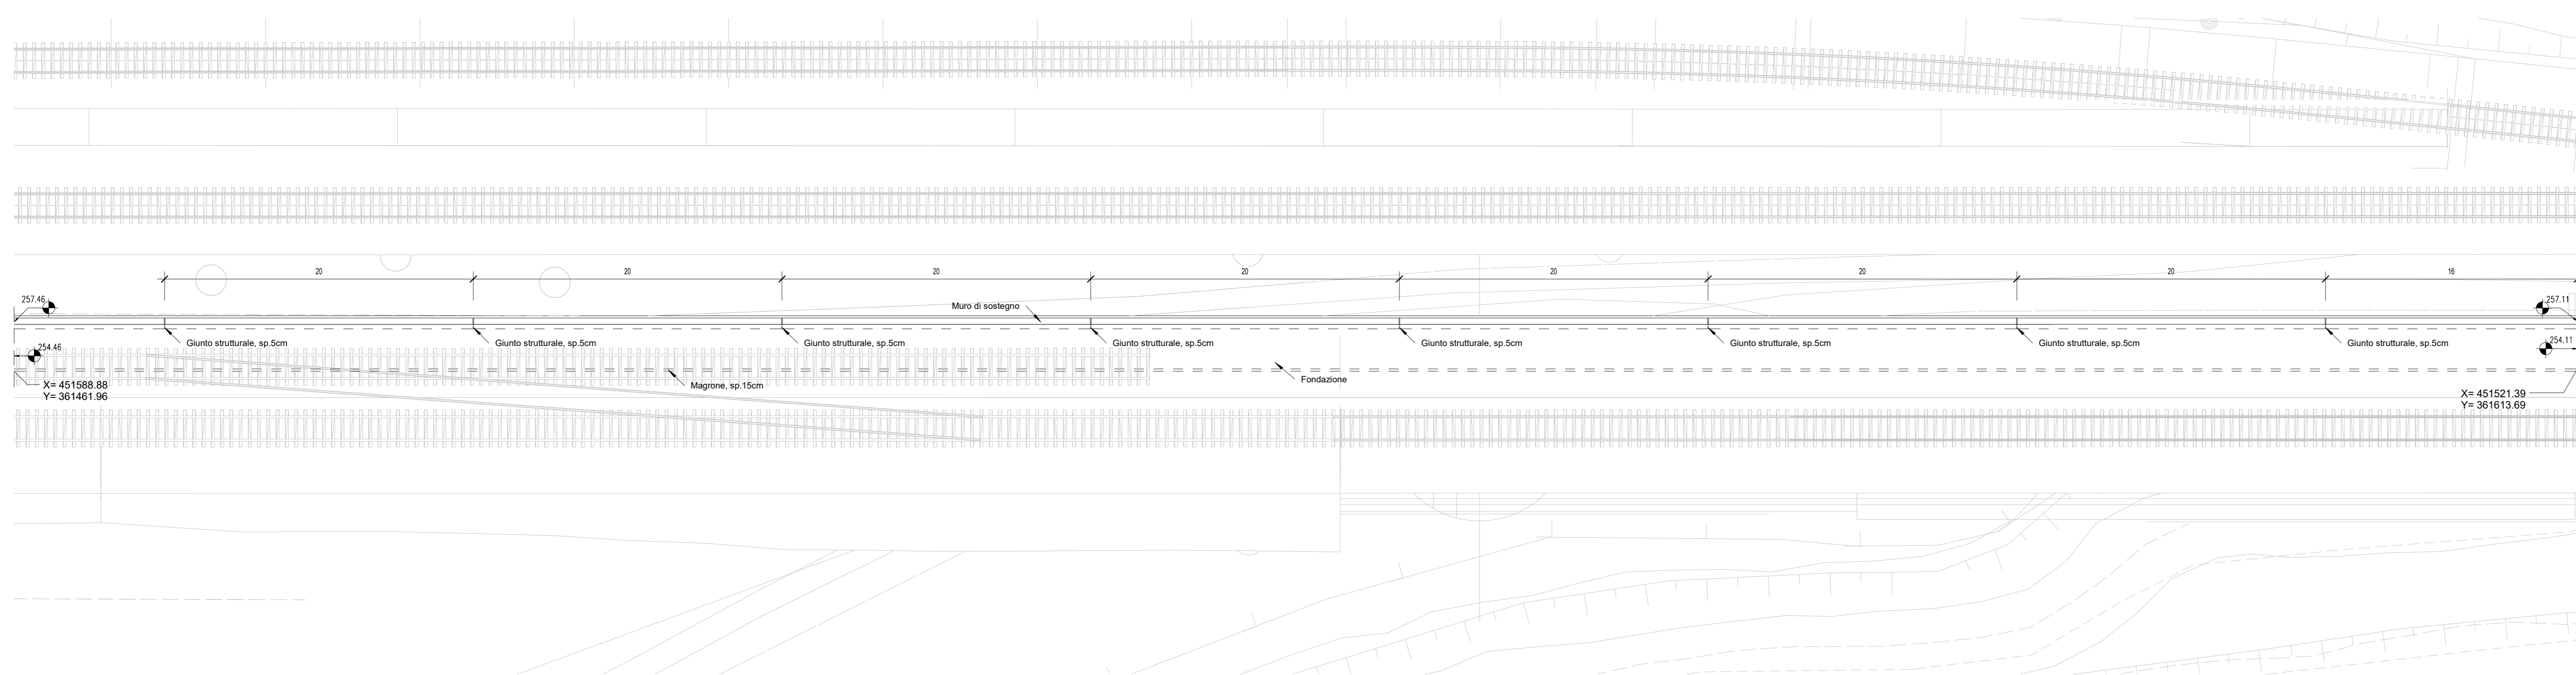 20
20
20
20
20
20
20
16
257.46
Muro di sostegno
257.11
Giunto strutturale, sp.5cm
Giunto strutturale, sp.5cm
Giunto strutturale, sp.5cm
Giunto strutturale, sp.5cm
Giunto strutturale, sp.5cm
Giunto strutturale, sp.5cm
Giunto strutturale, sp.5cm
Giunto strutturale, sp.5cm
254.46
254.11
Magrone, sp.15cm
Fondazione
X= 451588.88
Y= 361461.96
X= 451521.39
Y= 361613.69